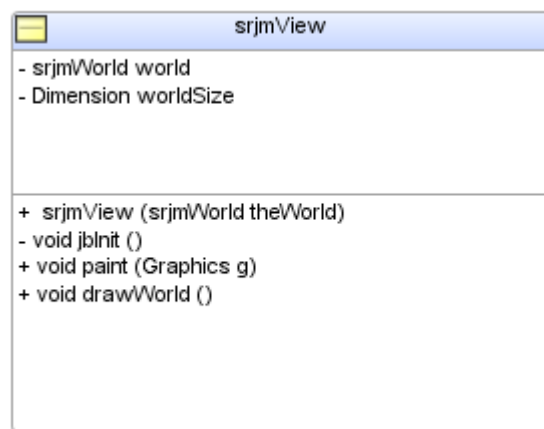 srjmView
- srjmWorld world
- Dimension worldSize
+ srjmView (srjmWorld theWorld)
- void jbInit ()
+ void paint (Graphics g)
+ void drawWorld ()